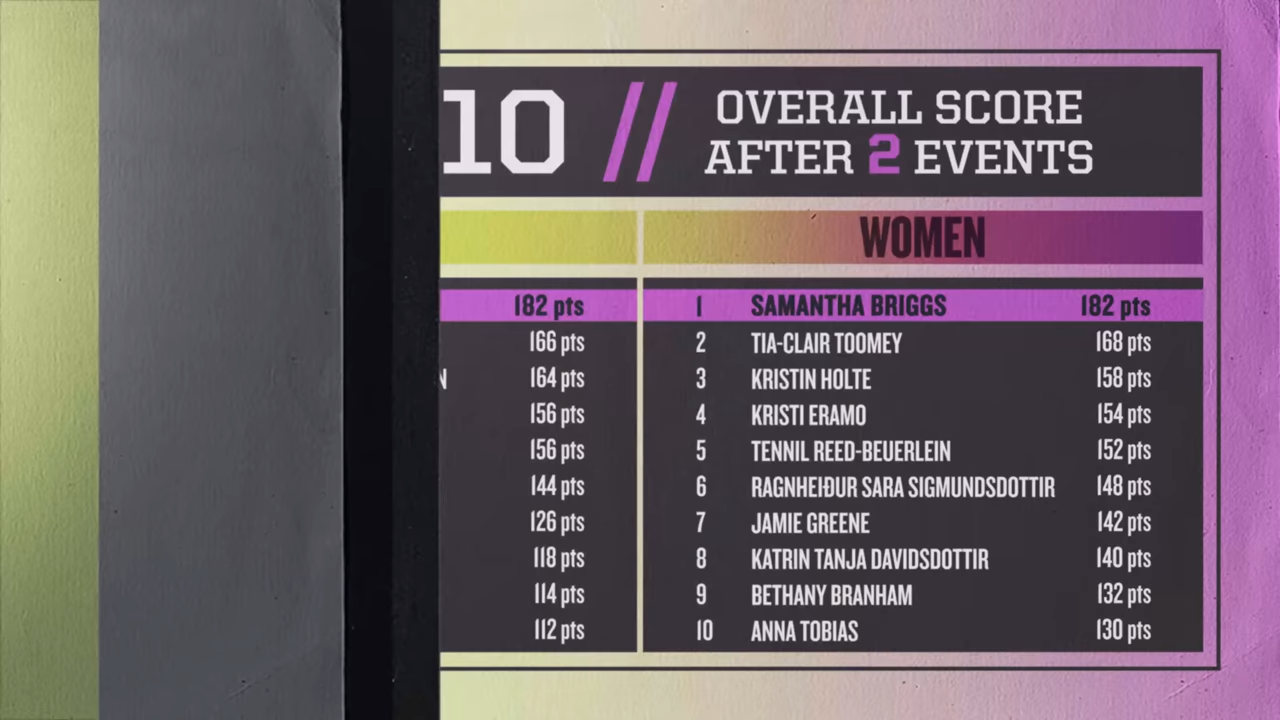 10 // OVERALL SCORE
AFTER 2 EVENTS
WOMEN
182 pts 1 SAMANTHA BRIGGS 182 pts
166 pts 2 TIA-CLAIR TOOMEY 168 pts
N 164 pts 3 KRISTIN HOLTE 158 pts
156 pts 4 KRISTI ERAMO 154 pts
156 pts 5 TENNIL REED-BEUERLEIN 152 pts
144 pts 6 RAGNHEIÐUR SARA SIGMUNDSDOTTIR 148 pts
126 pts 7 JAMIE GREENE 142 pts
118 pts 8 KATRIN TANJA DAVIDSDOTTIR 140 pts
114 pts 9 BETHANY BRANHAM 132 pts
112 pts 10 ANNA TOBIAS 130 pts